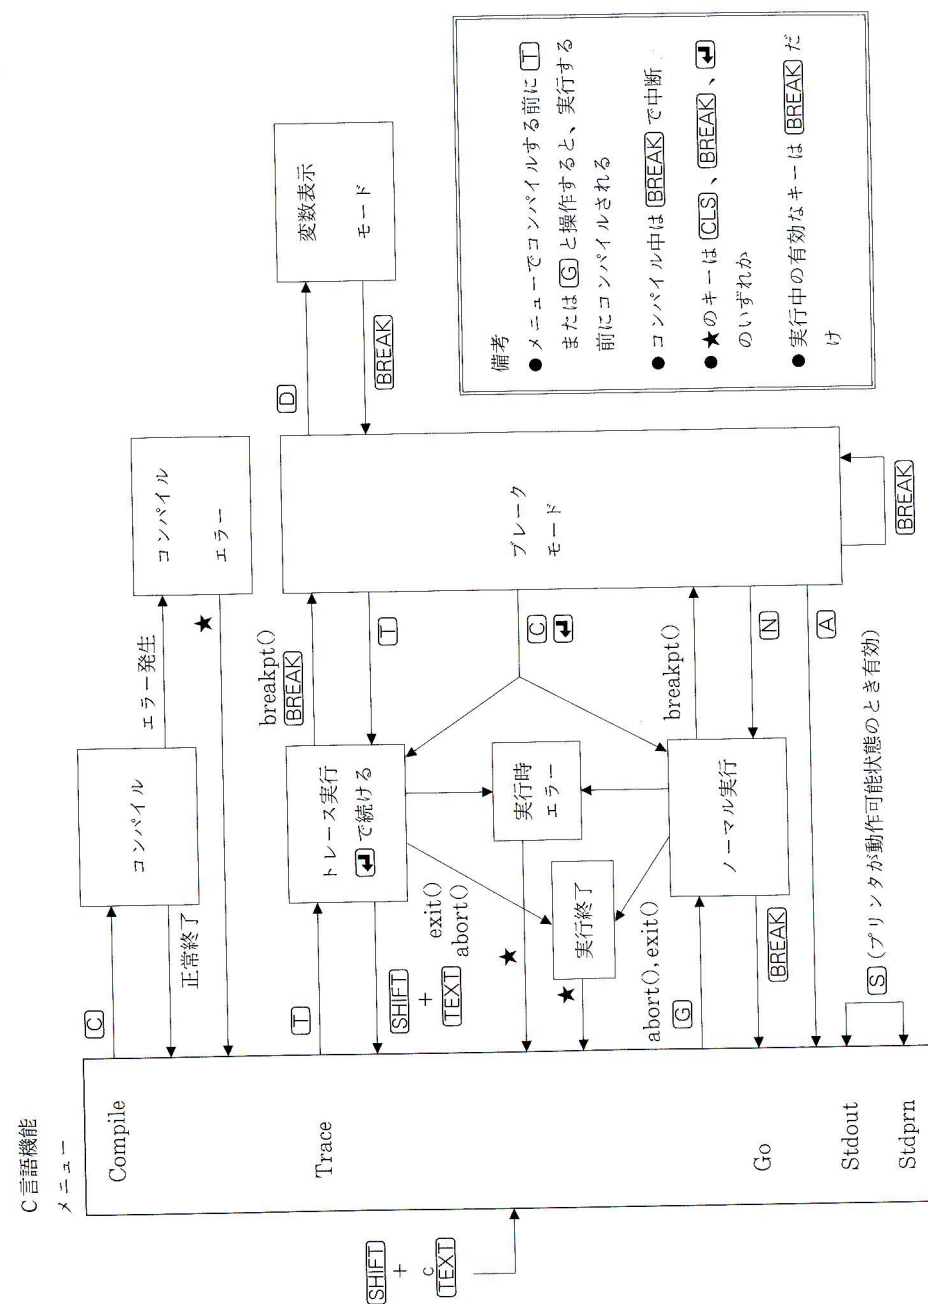 C言語機能
メニュー
SHIFT
+
C
TEXT
Compile
Trace
Go
Stdout
Stdprn
C
正常終了
コンパイル
エラー発生
コンパイル
エラー
★
T
SHIFT
+
TEXT
トレース実行
↵で続ける
breakpt()
BREAK
T
exit()
abort()
★
実行時
エラー
★
実行終了
C
↵
abort(),exit()
G
BREAK
ノーマル実行
breakpt()
N
A
S(プリンタが動作可能状態のとき有効)
ブレーク
モード
BREAK
D
BREAK
変数表示
モード
備考
●メニューでコンパイルする前にT
またはGと操作すると、実行する
前にコンパイルされる
●コンパイル中はBREAKで中断
●★のキーはCLS、BREAK、↵
のいずれか
●実行中の有効なキーはBREAKだ
け